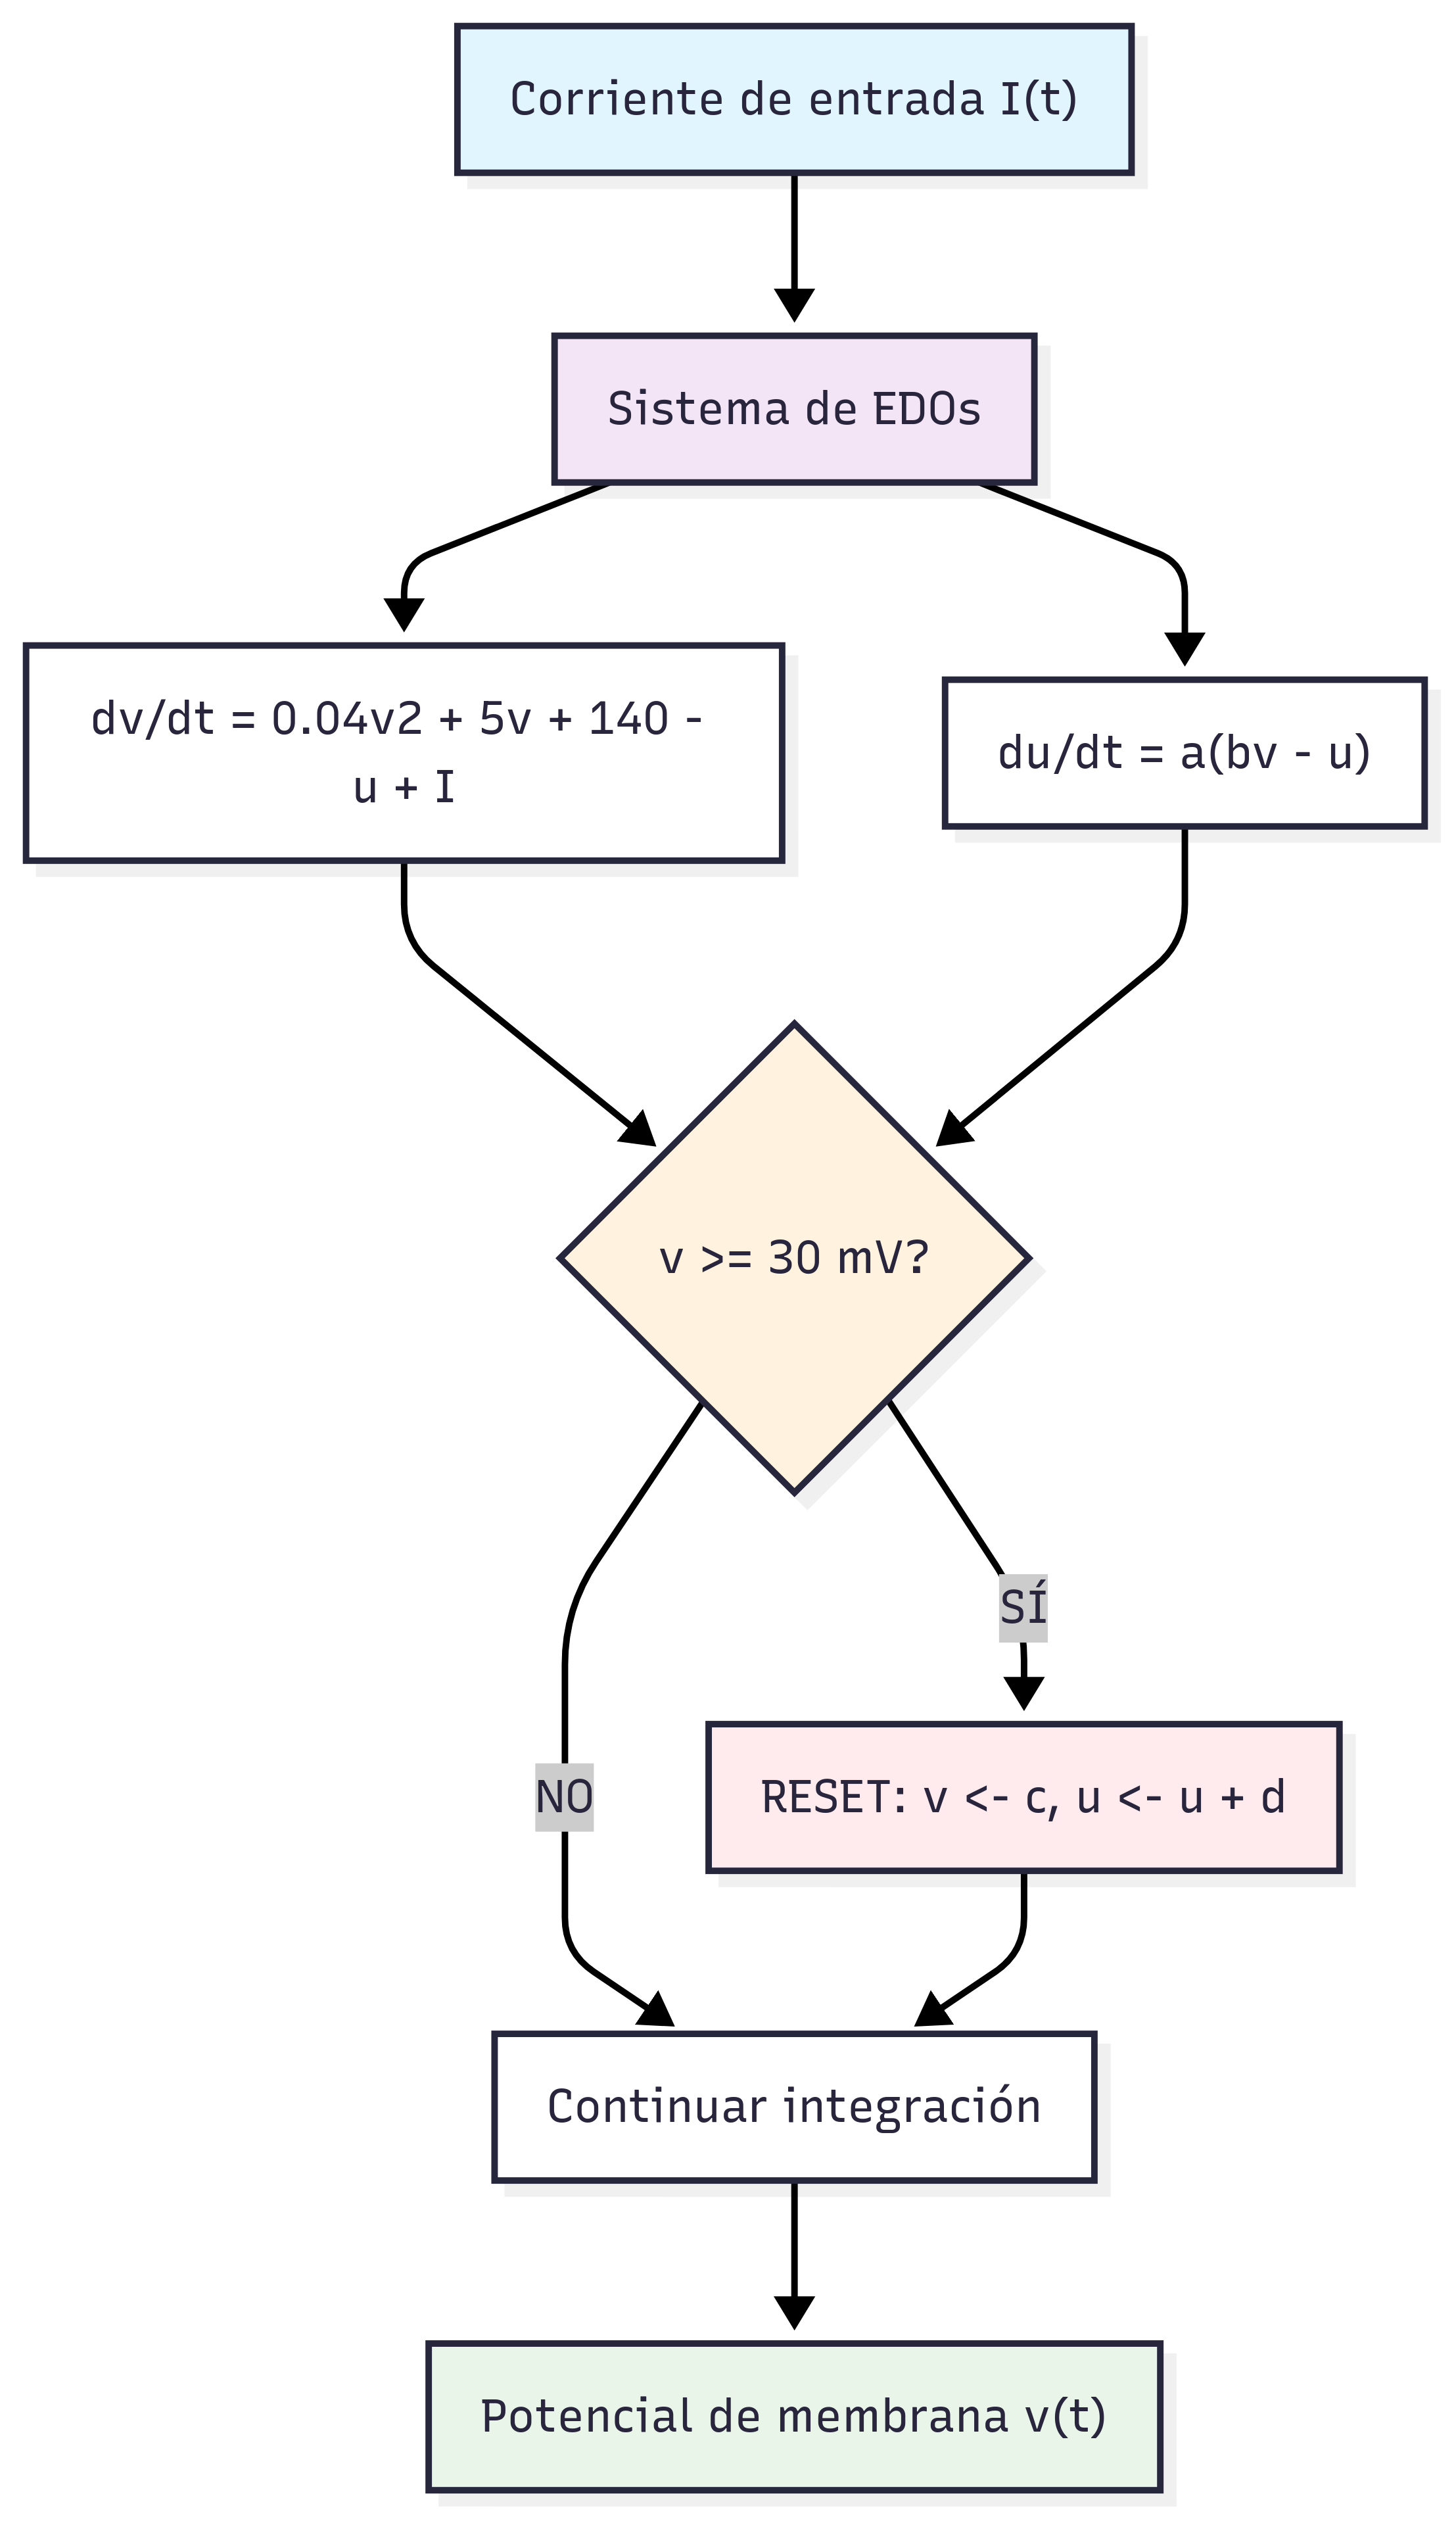 Corriente de entrada I(t)
Sistema de EDOs
dv/dt = 0.04v2 + 5v + 140 -
u + I
du/dt = a(bv - u)
v >= 30 mV?
SÍ
NO
RESET: v <- c, u <- u + d
Continuar integración
Potencial de membrana v(t)